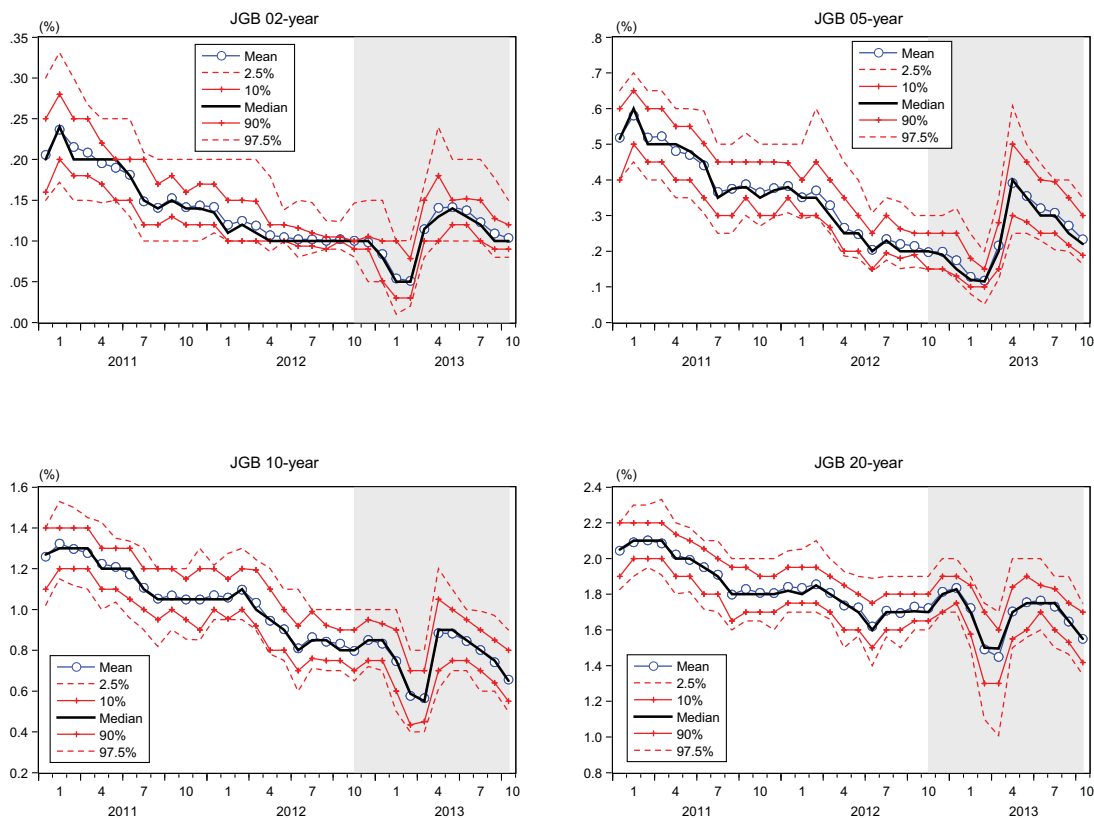 JGB 02-year
(%)
.35
.30
.25
.20
.15
.10
.05
.00
Mean
2.5%
10%
Median
90%
97.5%
1 4 7 10 1 4 7 10 1 4 7 10
2011 2012 2013
JGB 05-year
(%)
.8
.7
.6
.5
.4
.3
.2
.1
.0
Mean
2.5%
10%
Median
90%
97.5%
1 4 7 10 1 4 7 10 1 4 7 10
2011 2012 2013
JGB 10-year
(%)
1.6
1.4
1.2
1.0
0.8
0.6
0.4
0.2
Mean
2.5%
10%
Median
90%
97.5%
1 4 7 10 1 4 7 10 1 4 7 10
2011 2012 2013
JGB 20-year
(%)
2.4
2.2
2.0
1.8
1.6
1.4
1.2
1.0
0.8
Mean
2.5%
10%
Median
90%
97.5%
1 4 7 10 1 4 7 10 1 4 7 10
2011 2012 2013